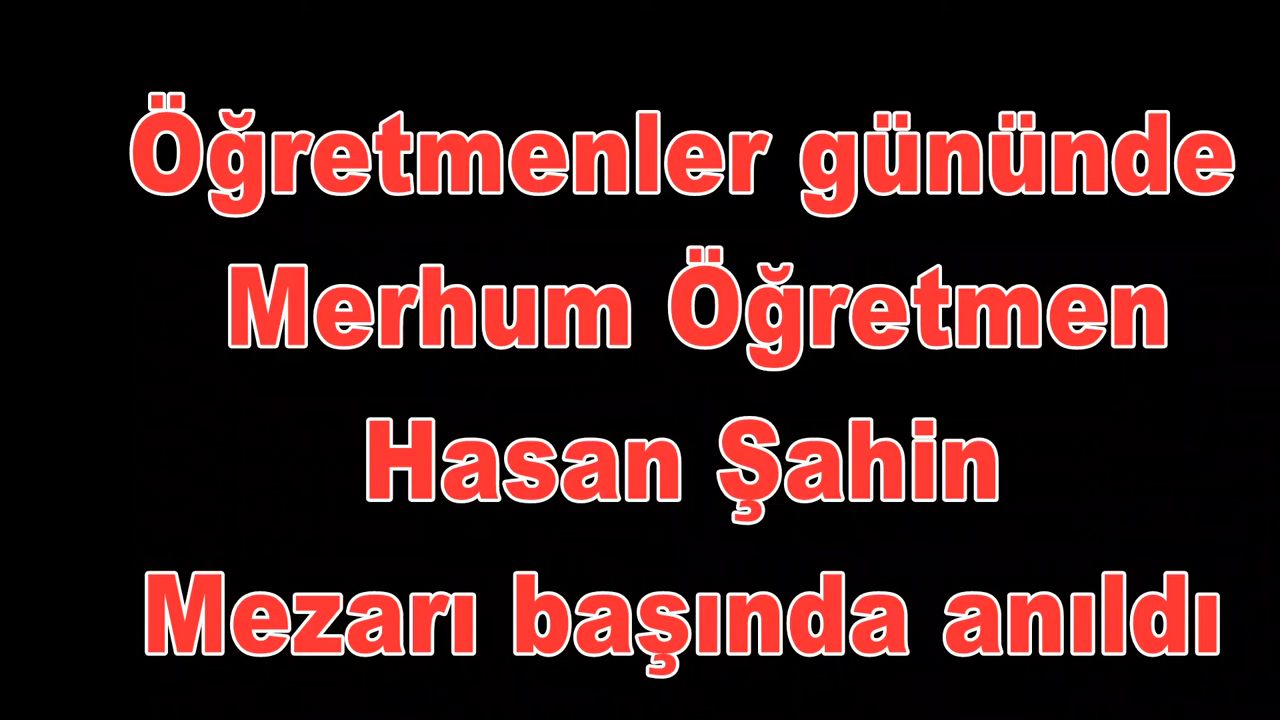 Öğretmenler gününde
Merhum Öğretmen
Hasan Şahin
Mezarı başında anıldı